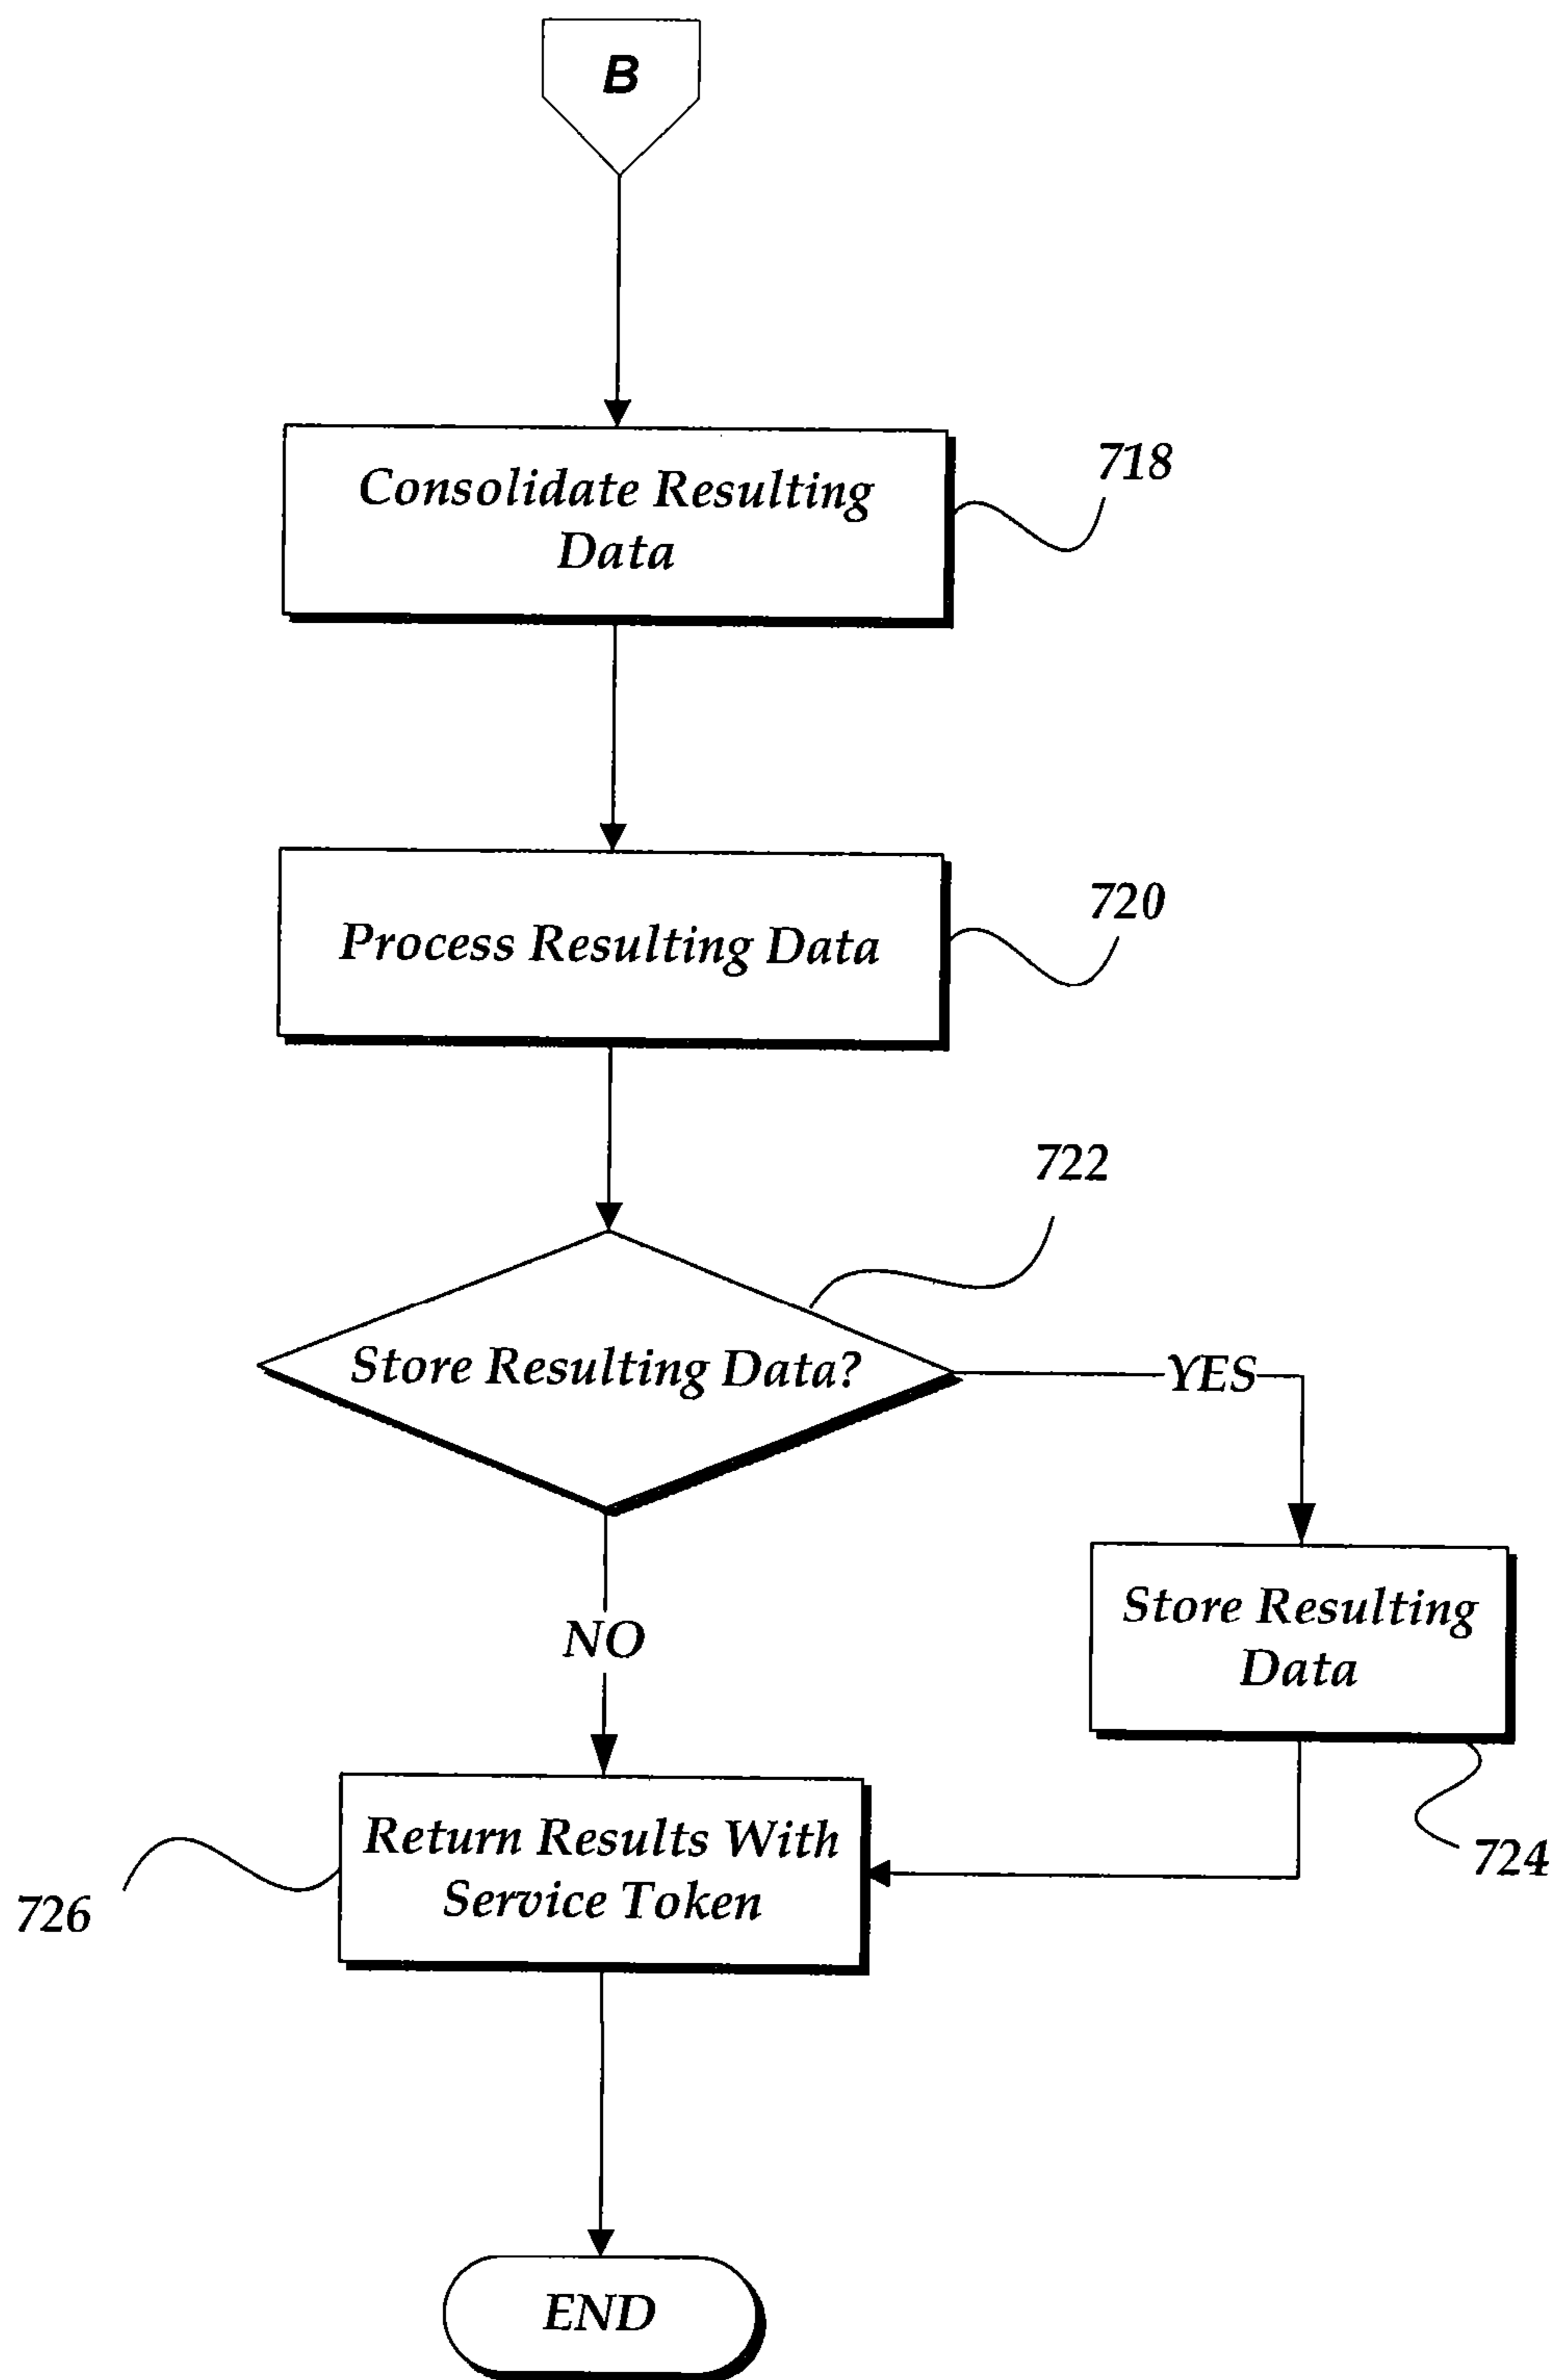 B
Consolidate Resulting
Data
718
Process Resulting Data
720
722
Store Resulting Data?
YES
Store Resulting
Data
724
NO
Return Results With
Service Token
726
END